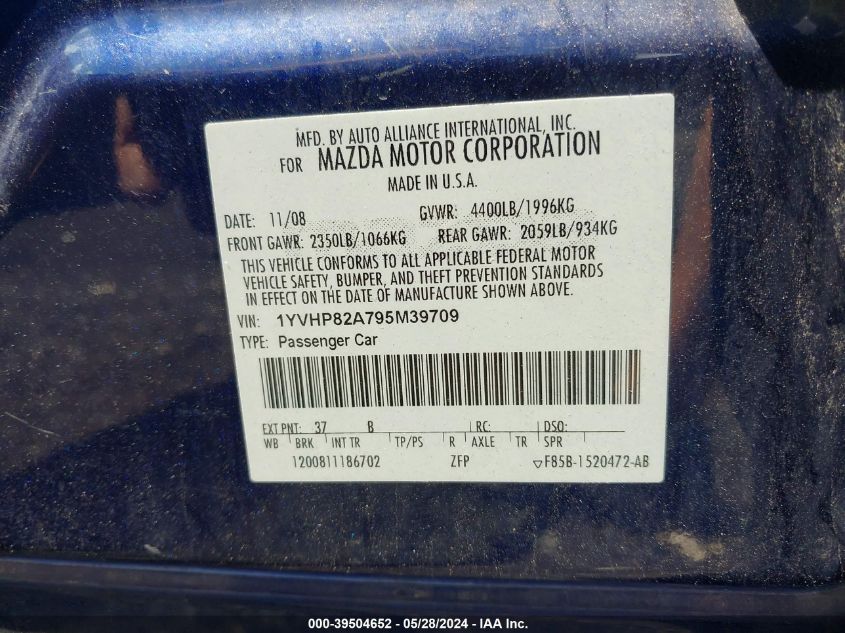 MFD. BY AUTO ALLIANCE INTERNATIONAL, INC.
FOR MAZDA MOTOR CORPORATION
MADE IN U.S.A.
DATE: 11/08 GVWR: 4400LB/1996KG
FRONT GAWR: 2350LB/1066KG REAR GAWR: 2059LB/934KG
THIS VEHICLE CONFORMS TO ALL APPLICABLE FEDERAL MOTOR
VEHICLE SAFETY, BUMPER, AND THEFT PREVENTION STANDARDS
IN EFFECT ON THE DATE OF MANUFACTURE SHOWN ABOVE.
VIN: 1YVHP82A795M39709
TYPE: Passenger Car
EXT PNT: 37 B RC: DSO:
WB BRK INT TR TP/PS R AXLE TR SPR
1200811186702 ZFP ▽F85B-1520472-AB
000-39504652 - 05/28/2024 - IAA Inc.